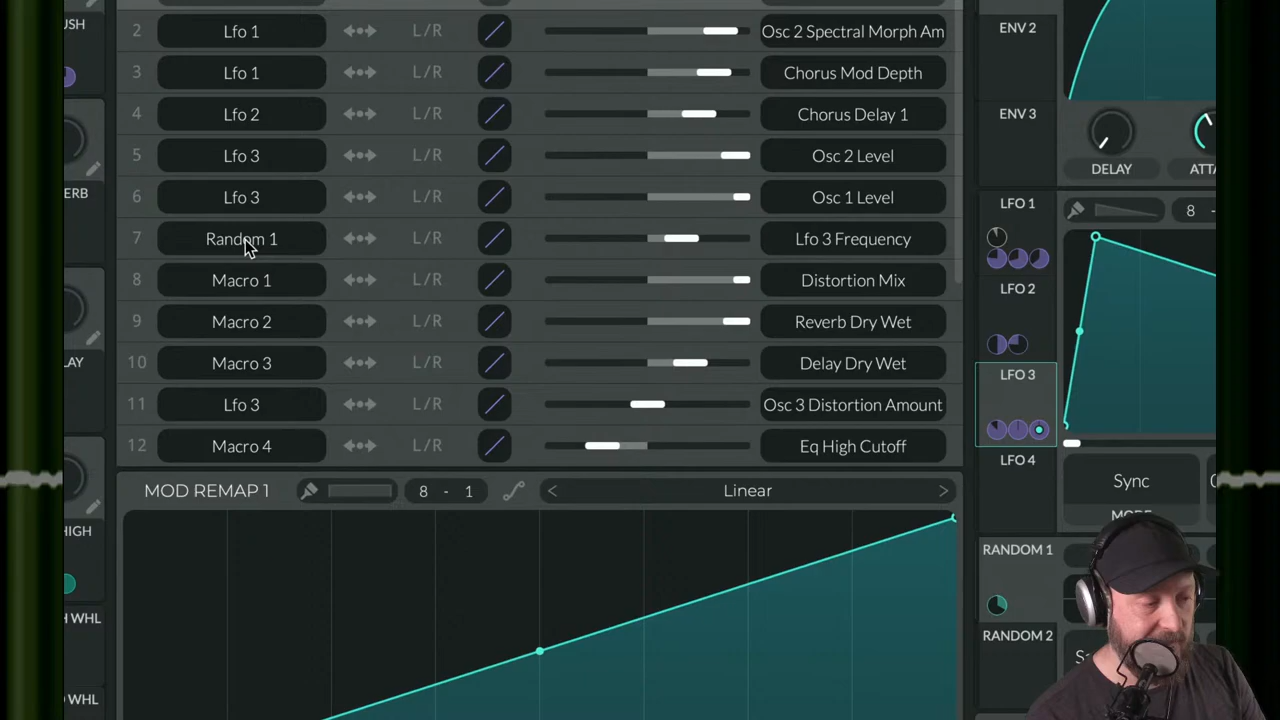 USH
2 Lfo 1 L/R Osc 2 Spectral Morph Am
3 Lfo 1 L/R Chorus Mod Depth
4 Lfo 2 L/R Chorus Delay 1
5 Lfo 3 L/R Osc 2 Level
6 Lfo 3 L/R Osc 1 Level
7 Random 1 L/R Lfo 3 Frequency
8 Macro 1 L/R Distortion Mix
9 Macro 2 L/R Reverb Dry Wet
10 Macro 3 L/R Delay Dry Wet
11 Lfo 3 L/R Osc 3 Distortion Amount
12 Macro 4 L/R Eq High Cutoff
ERB
LAY
HIGH
H WHL
D WHL
MOD REMAP 1 8 - 1 < Linear >
ENV 2
ENV 3
DELAY ATTA
LFO 1 8 -
LFO 2
LFO 3
LFO 4
Sync
MODE
RANDOM 1
RANDOM 2